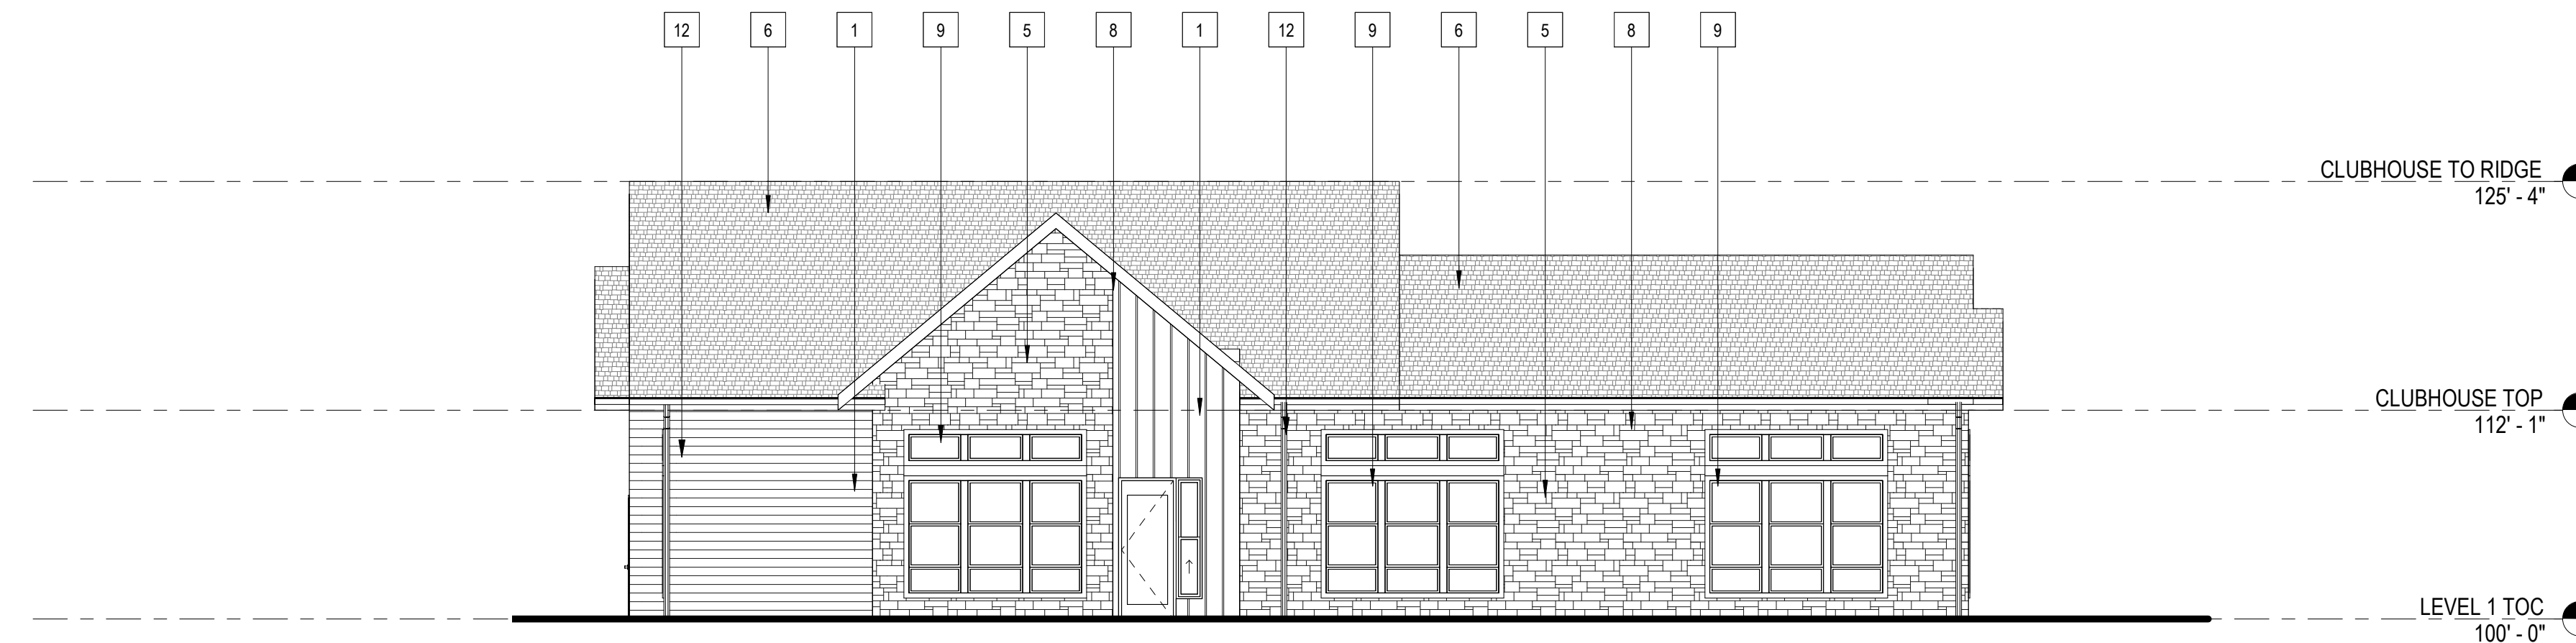 12 6 1 9 5 8 1 12 9 6 5 8 9
CLUBHOUSE TO RIDGE
125' - 4"
CLUBHOUSE TOP
112' - 1"
LEVEL 1 TOC
100' - 0"